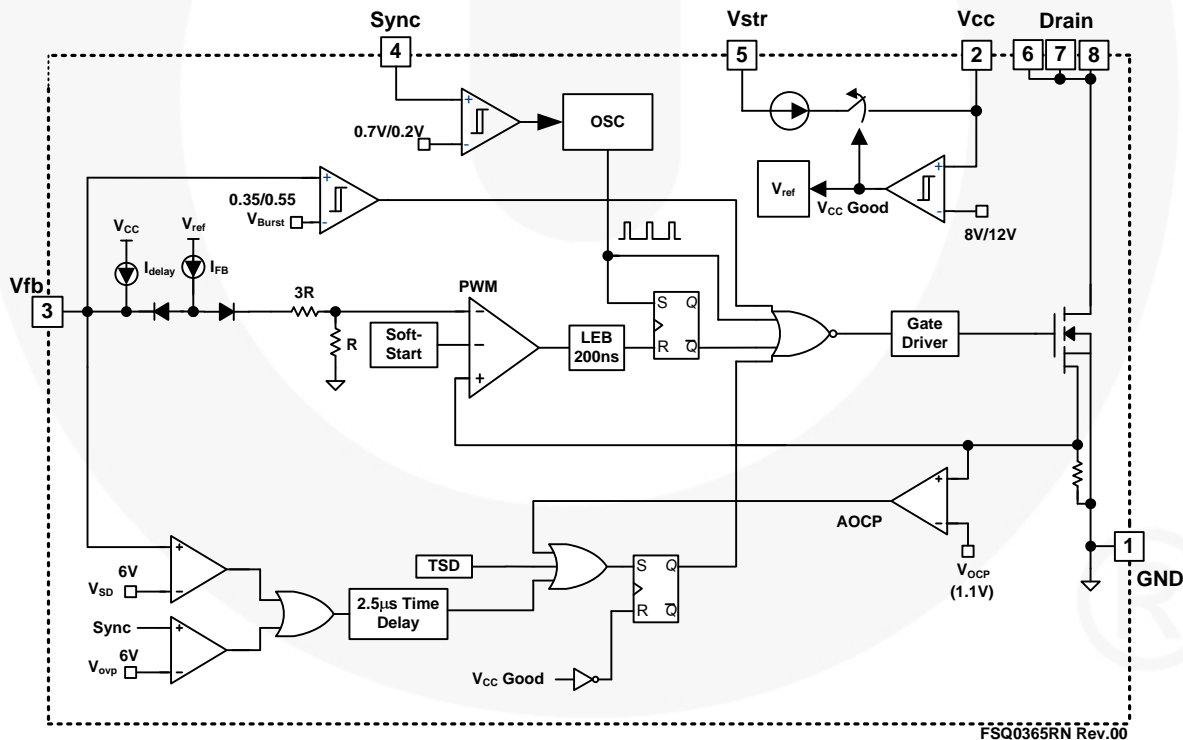 Sync
Vstr
Vcc
Drain
4
5
2
6 7 8
+
-
0.7V/0.2V
OSC
+
-
0.35/0.55
VBurst
Vref
VCC Good
+
-
8V/12V
VCC
Vref
Idelay
IFB
Vfb
3
3R
R
PWM
Soft-Start
−
−
+
LEB
200ns
S Q
R Q
Gate
Driver
AOCP
+
-
VOCP
(1.1V)
1
GND
6V
VSD
+
−
Sync
6V
Vovp
+
−
2.5μs Time
Delay
TSD
S Q
R Q
VCC Good
R
FSQ0365RN Rev.00